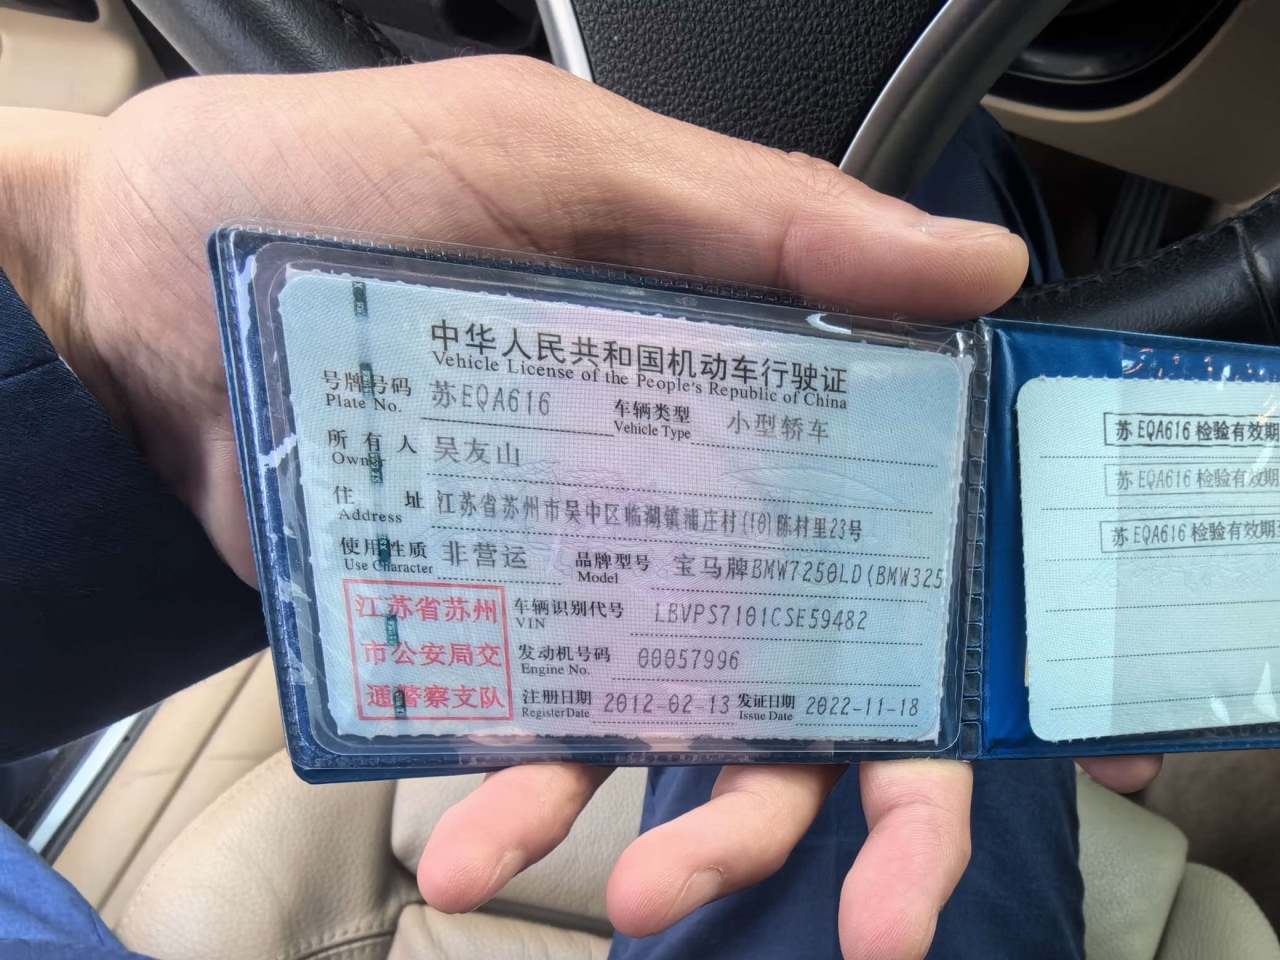 中华人民共和国机动车行驶证
Vehicle License of the People's Republic of China
号牌号码 苏EQA616 车辆类型 小型轿车
Plate No. Vehicle Type
所有人 吴友山
Owner
住址 江苏省苏州市吴中区临湖镇浦庄村(10)陈村里23号
Address
使用性质 非营运 品牌型号 宝马牌BMW7250LD(BMW325
Use Character Model
江苏省苏州
市公安局交
通警察支队
车辆识别代号 LBVPS7101CSE59482
VIN
发动机号码 00057996
Engine No.
注册日期 2012-02-13 发证日期 2022-11-18
Register Date Issue Date
苏EQA616检验有效期
苏EQA616检验有效期
苏EQA616检验有效期